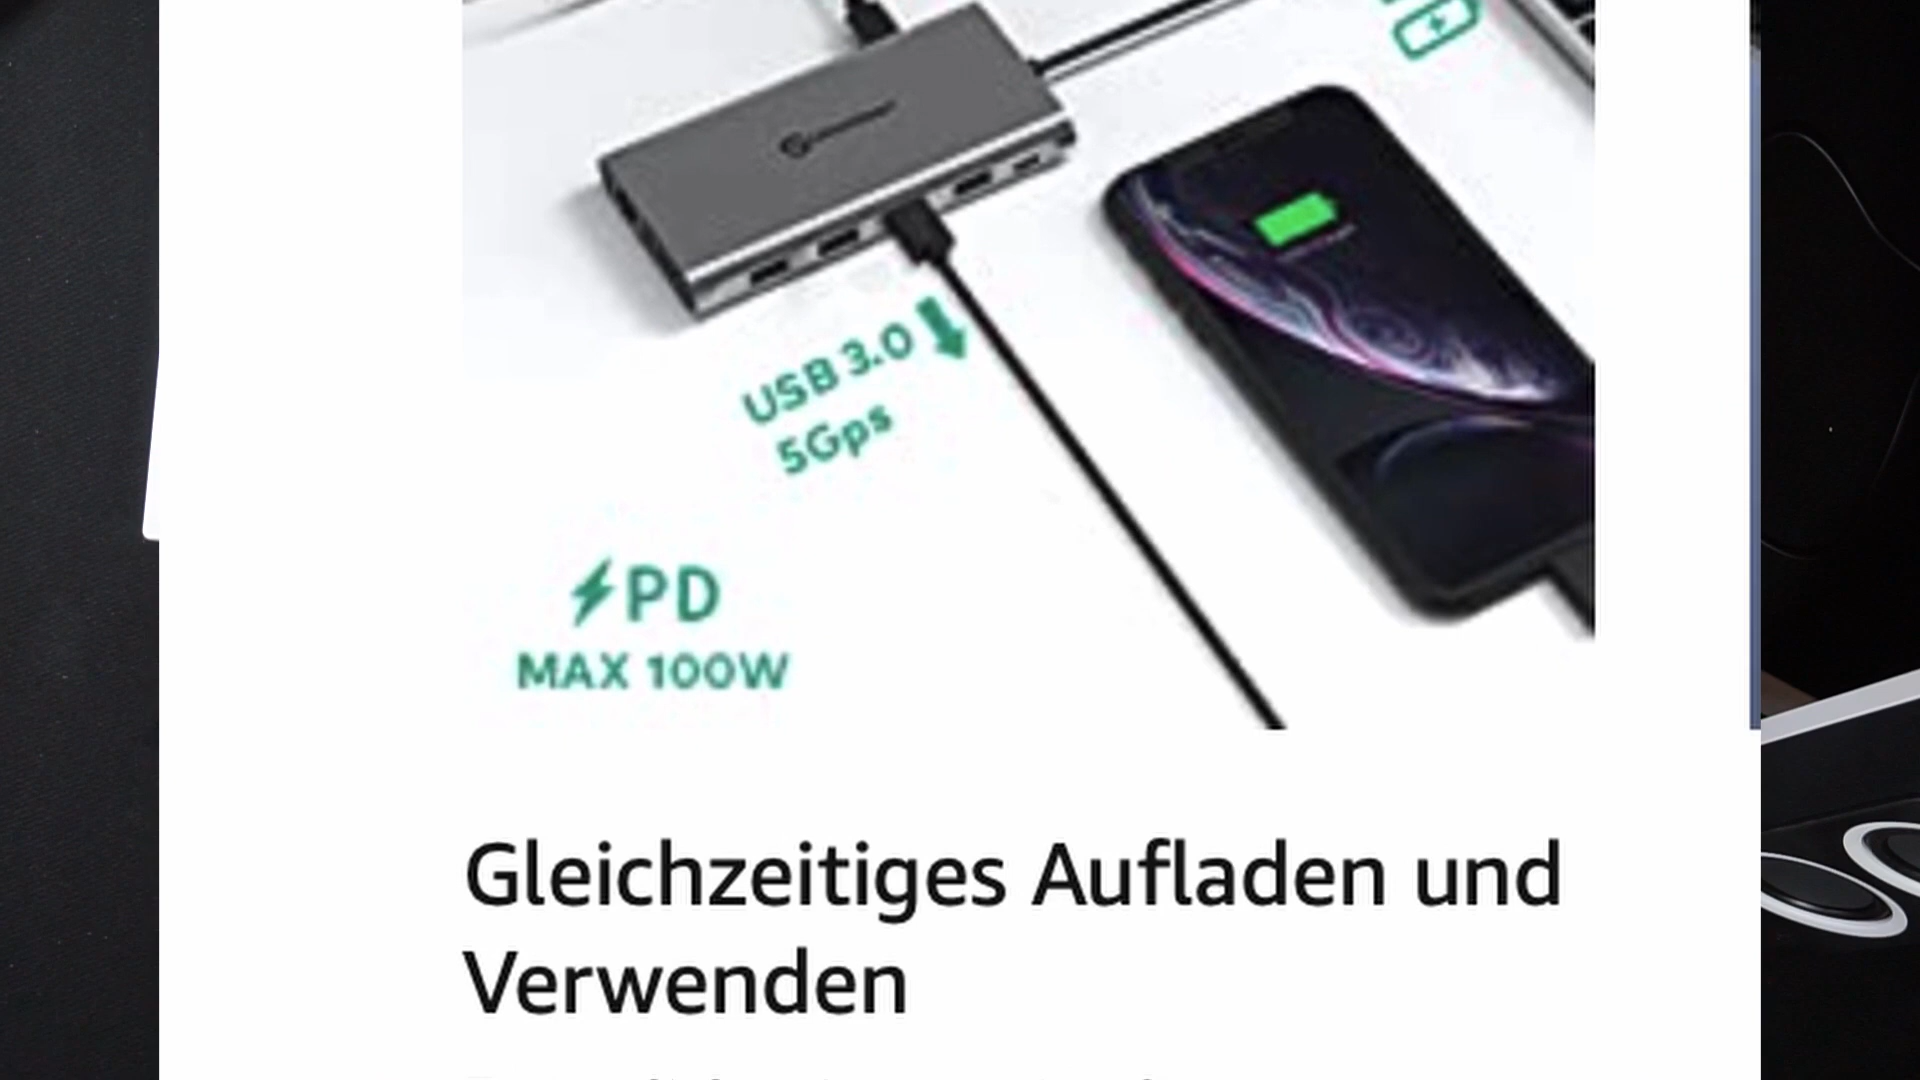 USB 3.0
5Gps
PD
MAX 100W
Gleichzeitiges Aufladen und
Verwenden